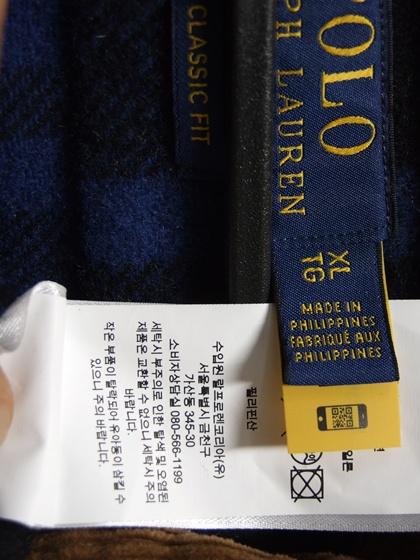 POLO
PH LAUREN
CLASSIC FIT
XL
TG
MADE IN
PHILIPPINES
FABRIQUÉ AUX
PHILIPPINES
필리핀산
수입원 랄프로렌코리아(유)
서울특별시 금천구
가산동 345-30
소비자상담실 080-566-1199
세탁시 부주의로 인한 탈색 및 오염된
제품은 교환할 수 없으니 세탁시 주의
바랍니다.
작은 부품이 탈락되어 유아동이 삼킬 수
있으니 주의 바랍니다.